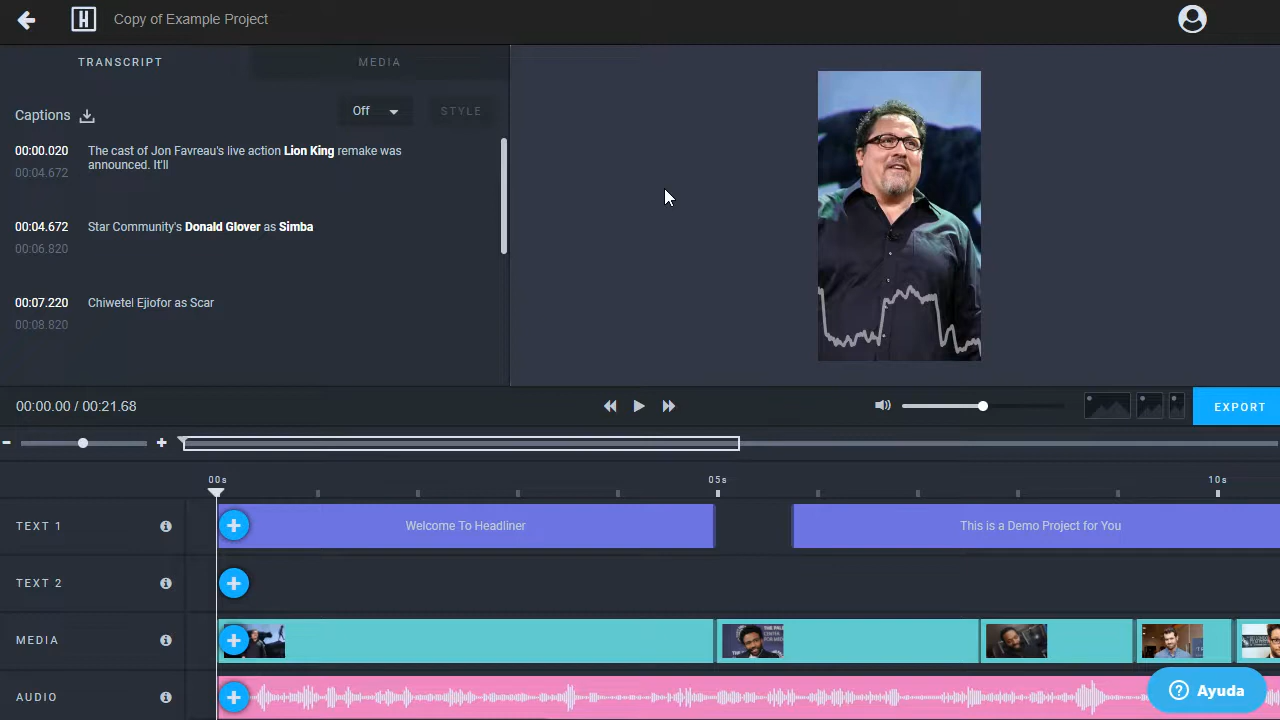 H Copy of Example Project
TRANSCRIPT MEDIA
Captions Off STYLE
00:00.020 The cast of Jon Favreau's live action Lion King remake was
00:04.672 announced. It'll
00:04.672 Star Community's Donald Glover as Simba
00:06.820
00:07.220 Chiwetel Ejiofor as Scar
00:08.820
00:00.00 / 00:21.68 EXPORT
00s 05s 10s
TEXT 1 Welcome To Headliner This is a Demo Project for You
TEXT 2
MEDIA
AUDIO
Ayuda